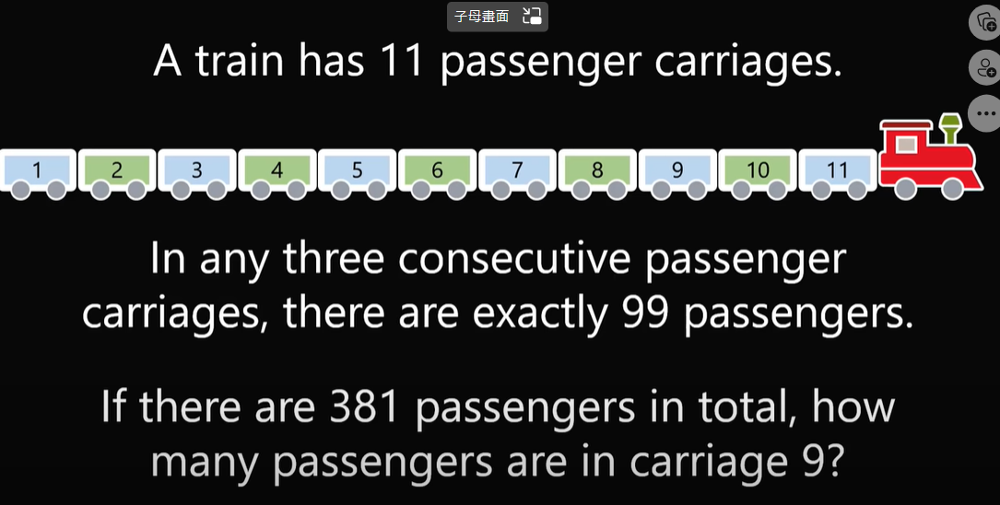 子母畫面
A train has 11 passenger carriages.
1 2 3 4 5 6 7 8 9 10 11
In any three consecutive passenger
carriages, there are exactly 99 passengers.
If there are 381 passengers in total, how
many passengers are in carriage 9?